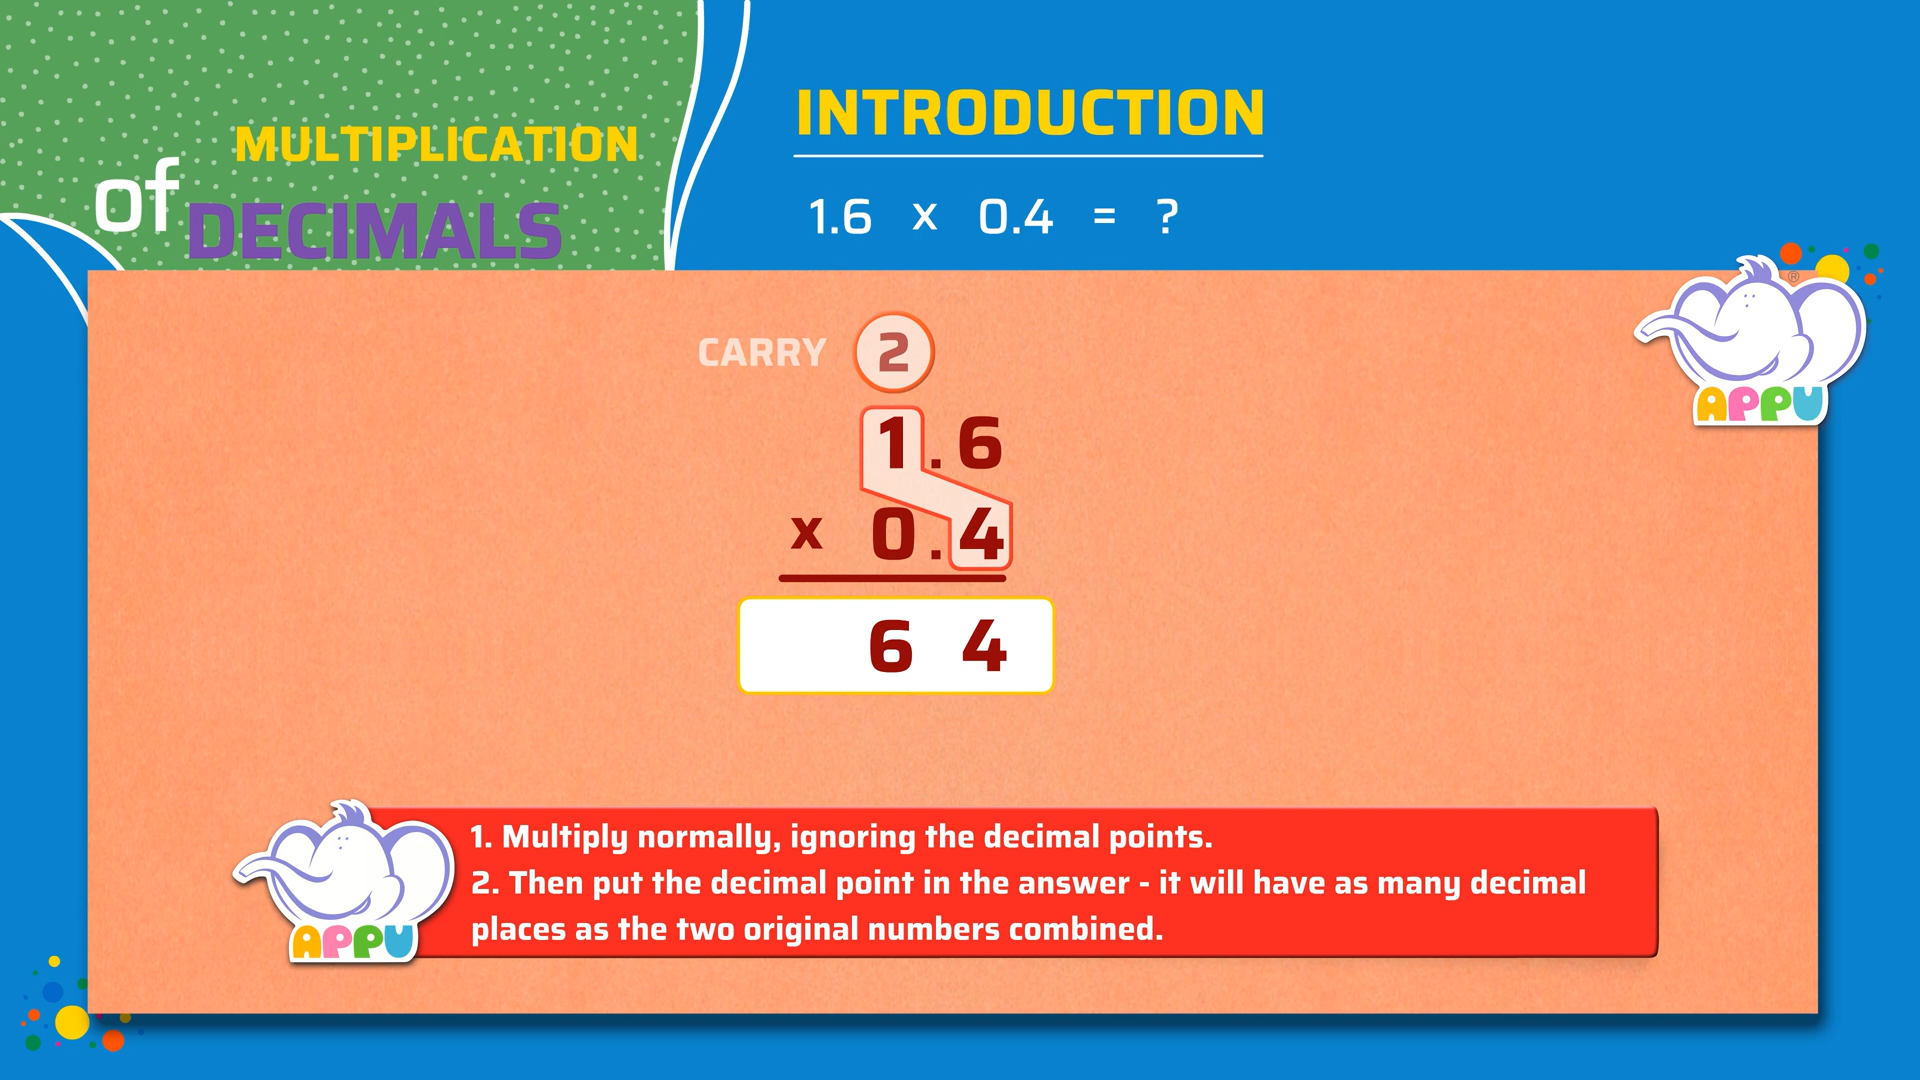 MULTIPLICATION
of DECIMALS
INTRODUCTION
1.6 x 0.4 = ?
®
APPU
CARRY 2
1.6
x 0.4
6 4
1. Multiply normally, ignoring the decimal points.
2. Then put the decimal point in the answer - it will have as many decimal
places as the two original numbers combined.
APPU